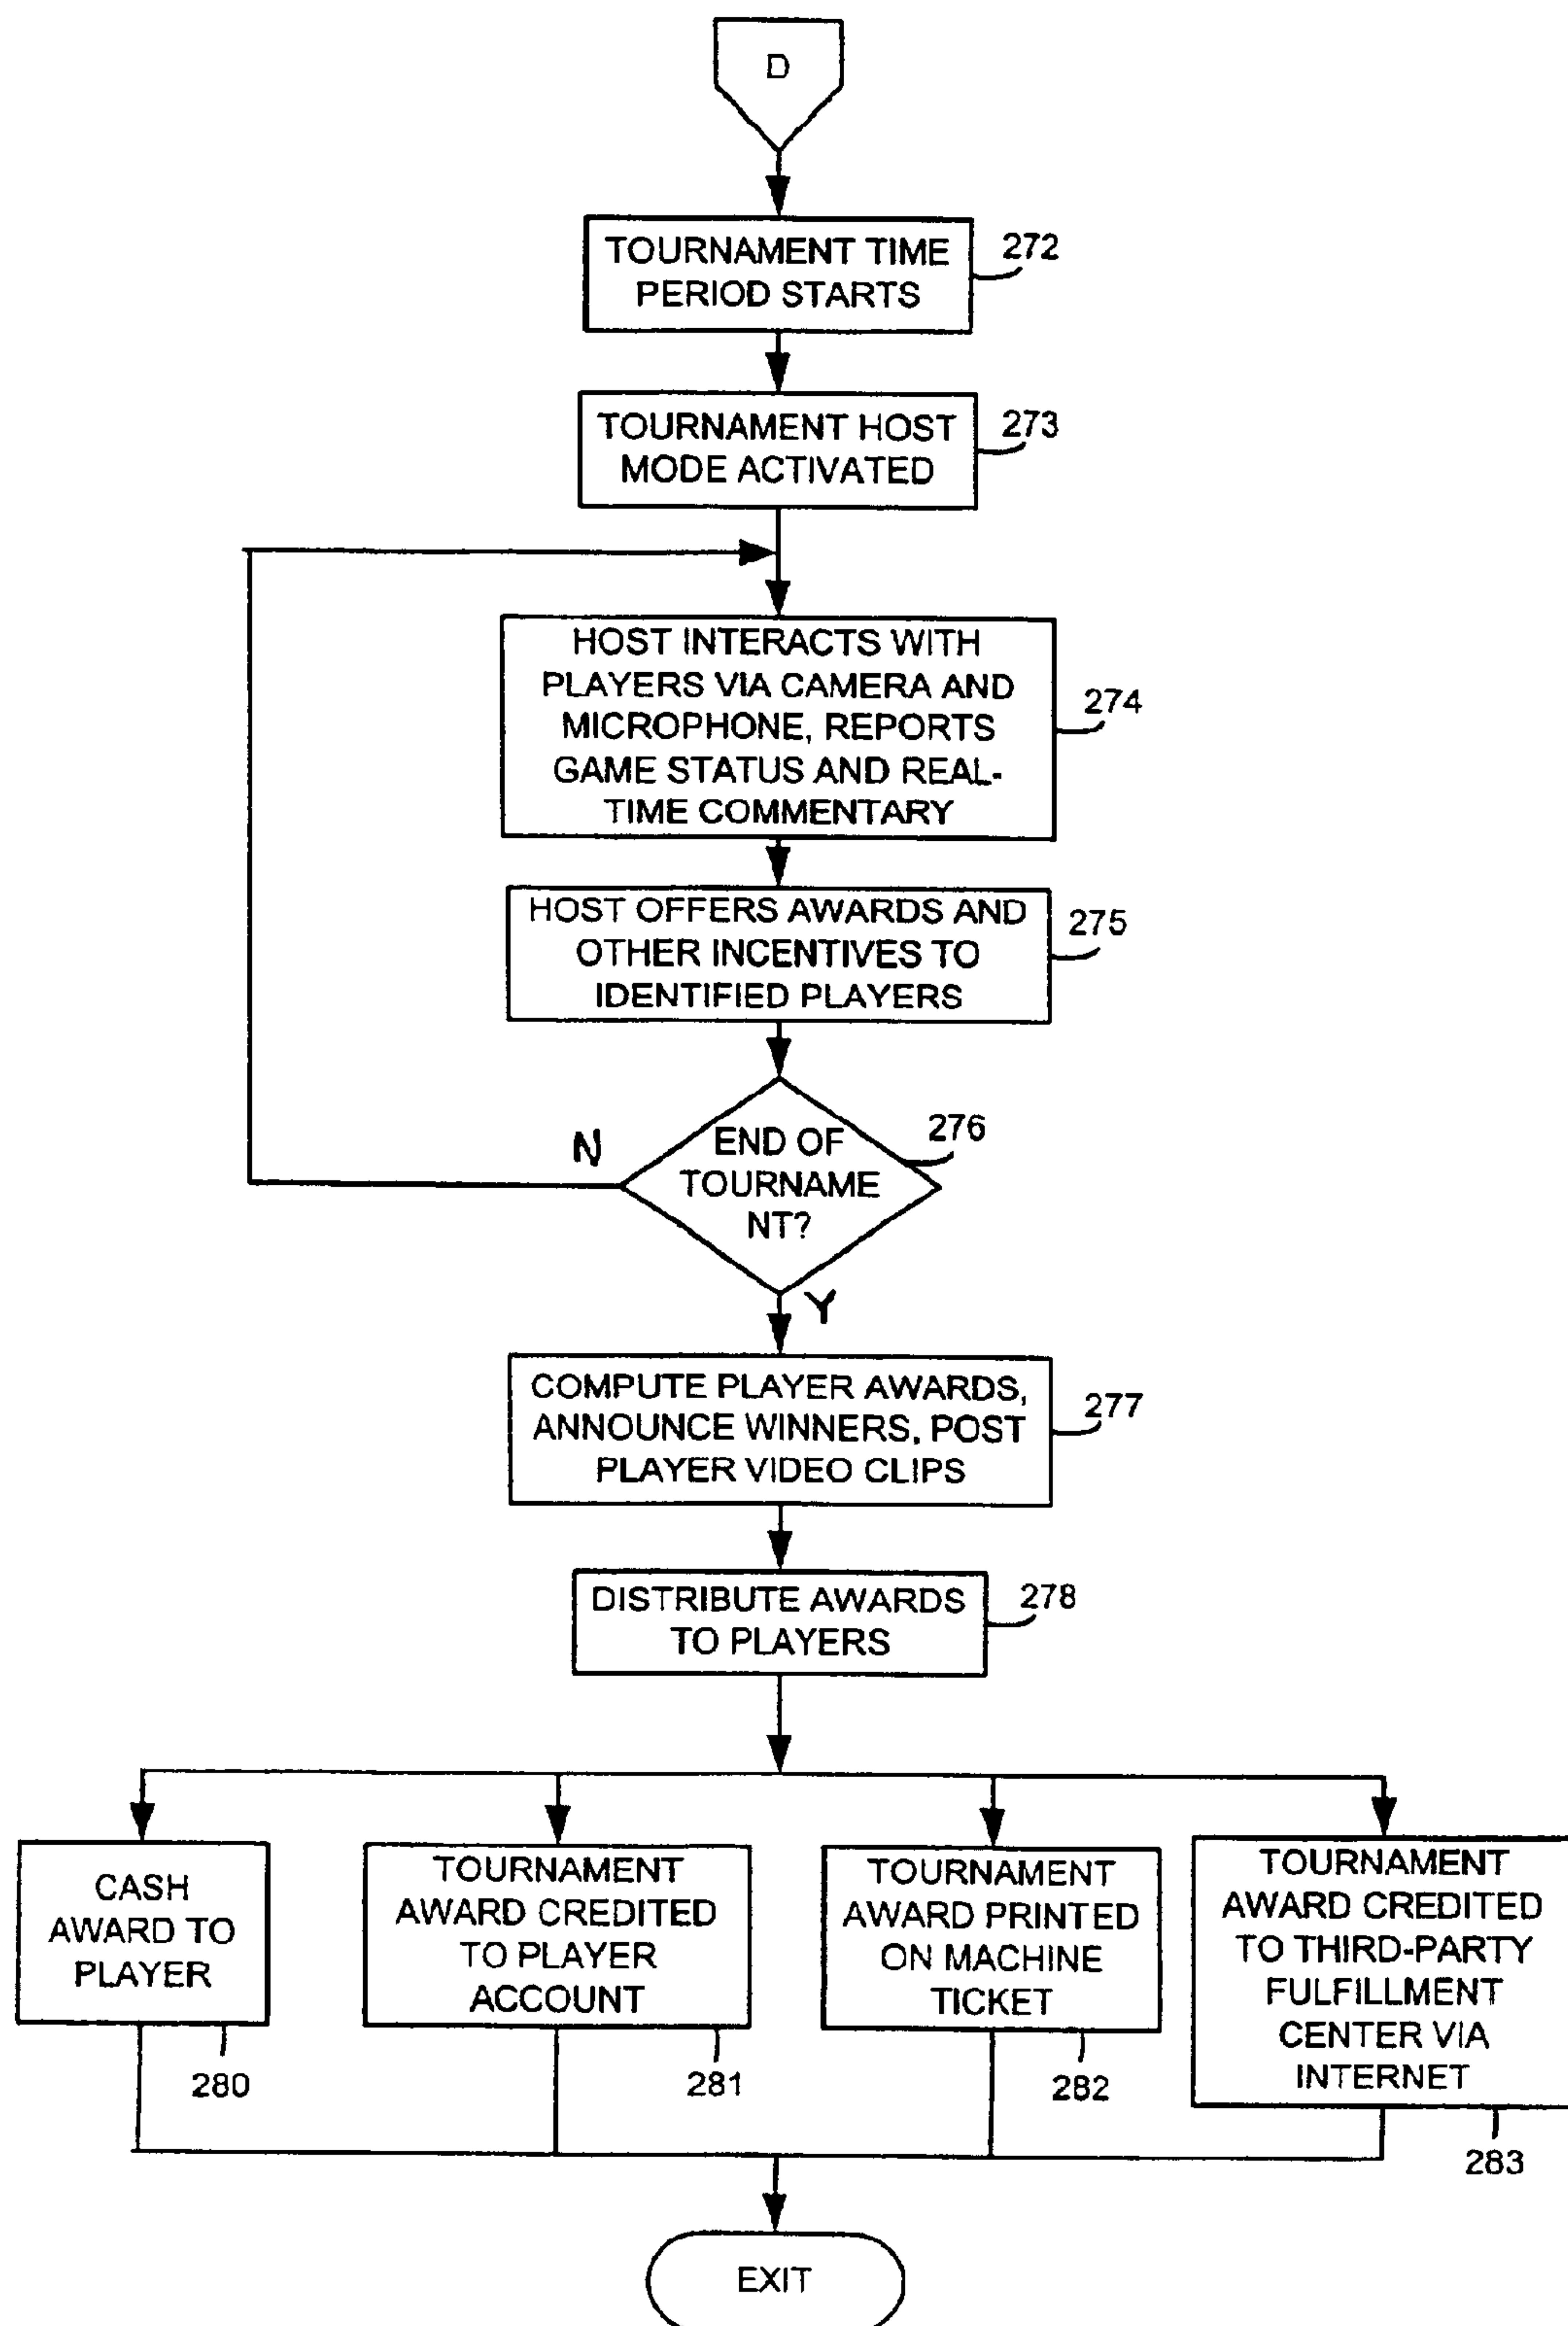 D
TOURNAMENT TIME
PERIOD STARTS
272
TOURNAMENT HOST
MODE ACTIVATED
273
HOST INTERACTS WITH
PLAYERS VIA CAMERA AND
MICROPHONE, REPORTS
GAME STATUS AND REAL-
TIME COMMENTARY
274
HOST OFFERS AWARDS AND
OTHER INCENTIVES TO
IDENTIFIED PLAYERS
275
END OF
TOURNAME
NT?
276
N
Y
COMPUTE PLAYER AWARDS,
ANNOUNCE WINNERS, POST
PLAYER VIDEO CLIPS
277
DISTRIBUTE AWARDS
TO PLAYERS
278
CASH
AWARD TO
PLAYER
280
TOURNAMENT
AWARD CREDITED
TO PLAYER
ACCOUNT
281
TOURNAMENT
AWARD PRINTED
ON MACHINE
TICKET
282
TOURNAMENT
AWARD CREDITED
TO THIRD-PARTY
FULFILLMENT
CENTER VIA
INTERNET
283
EXIT